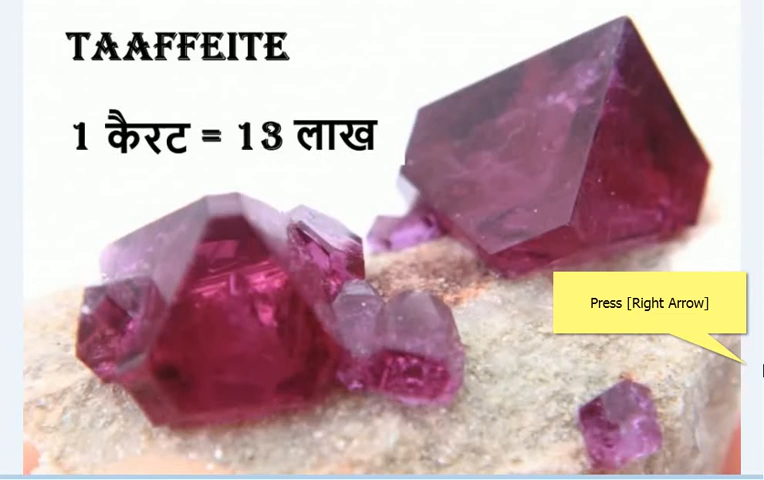 TAAFFEITE
1 कैरट = 13 लाख
Press [Right Arrow]